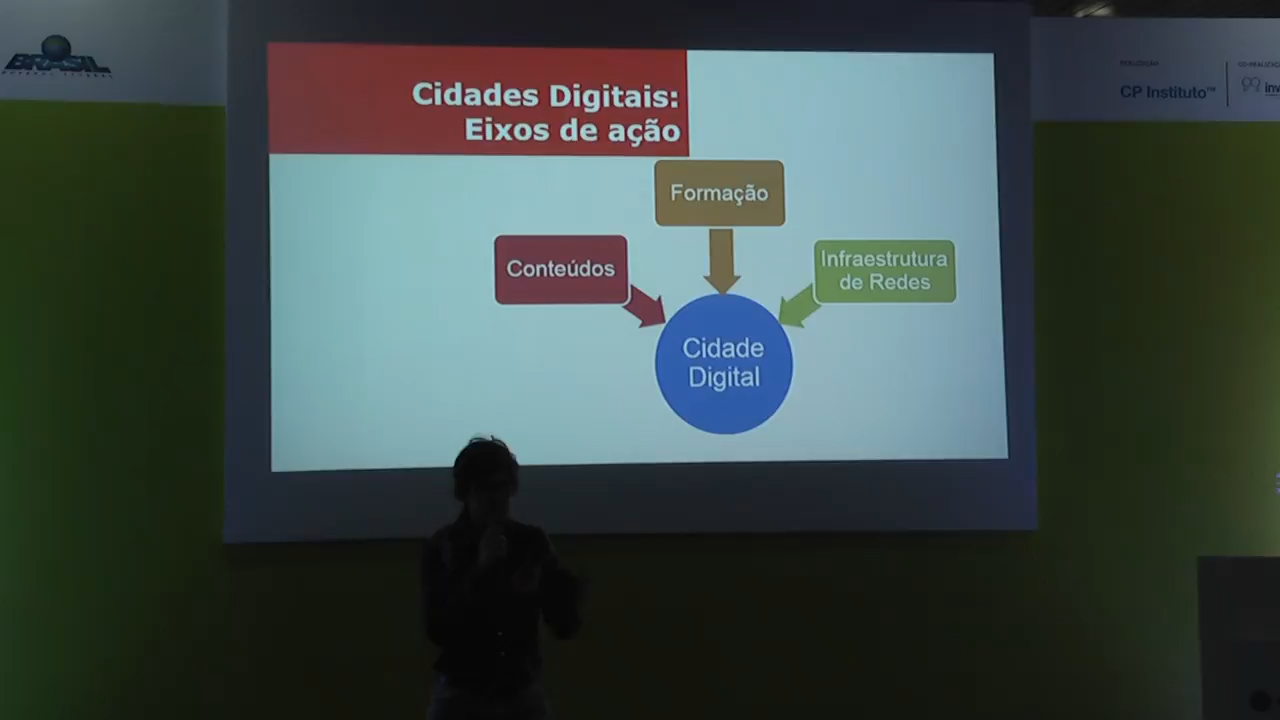 BRASIL
Cidades Digitais:
Eixos de ação
Formação
Conteúdos
Infraestrutura
de Redes
Cidade
Digital
CP Instituto™